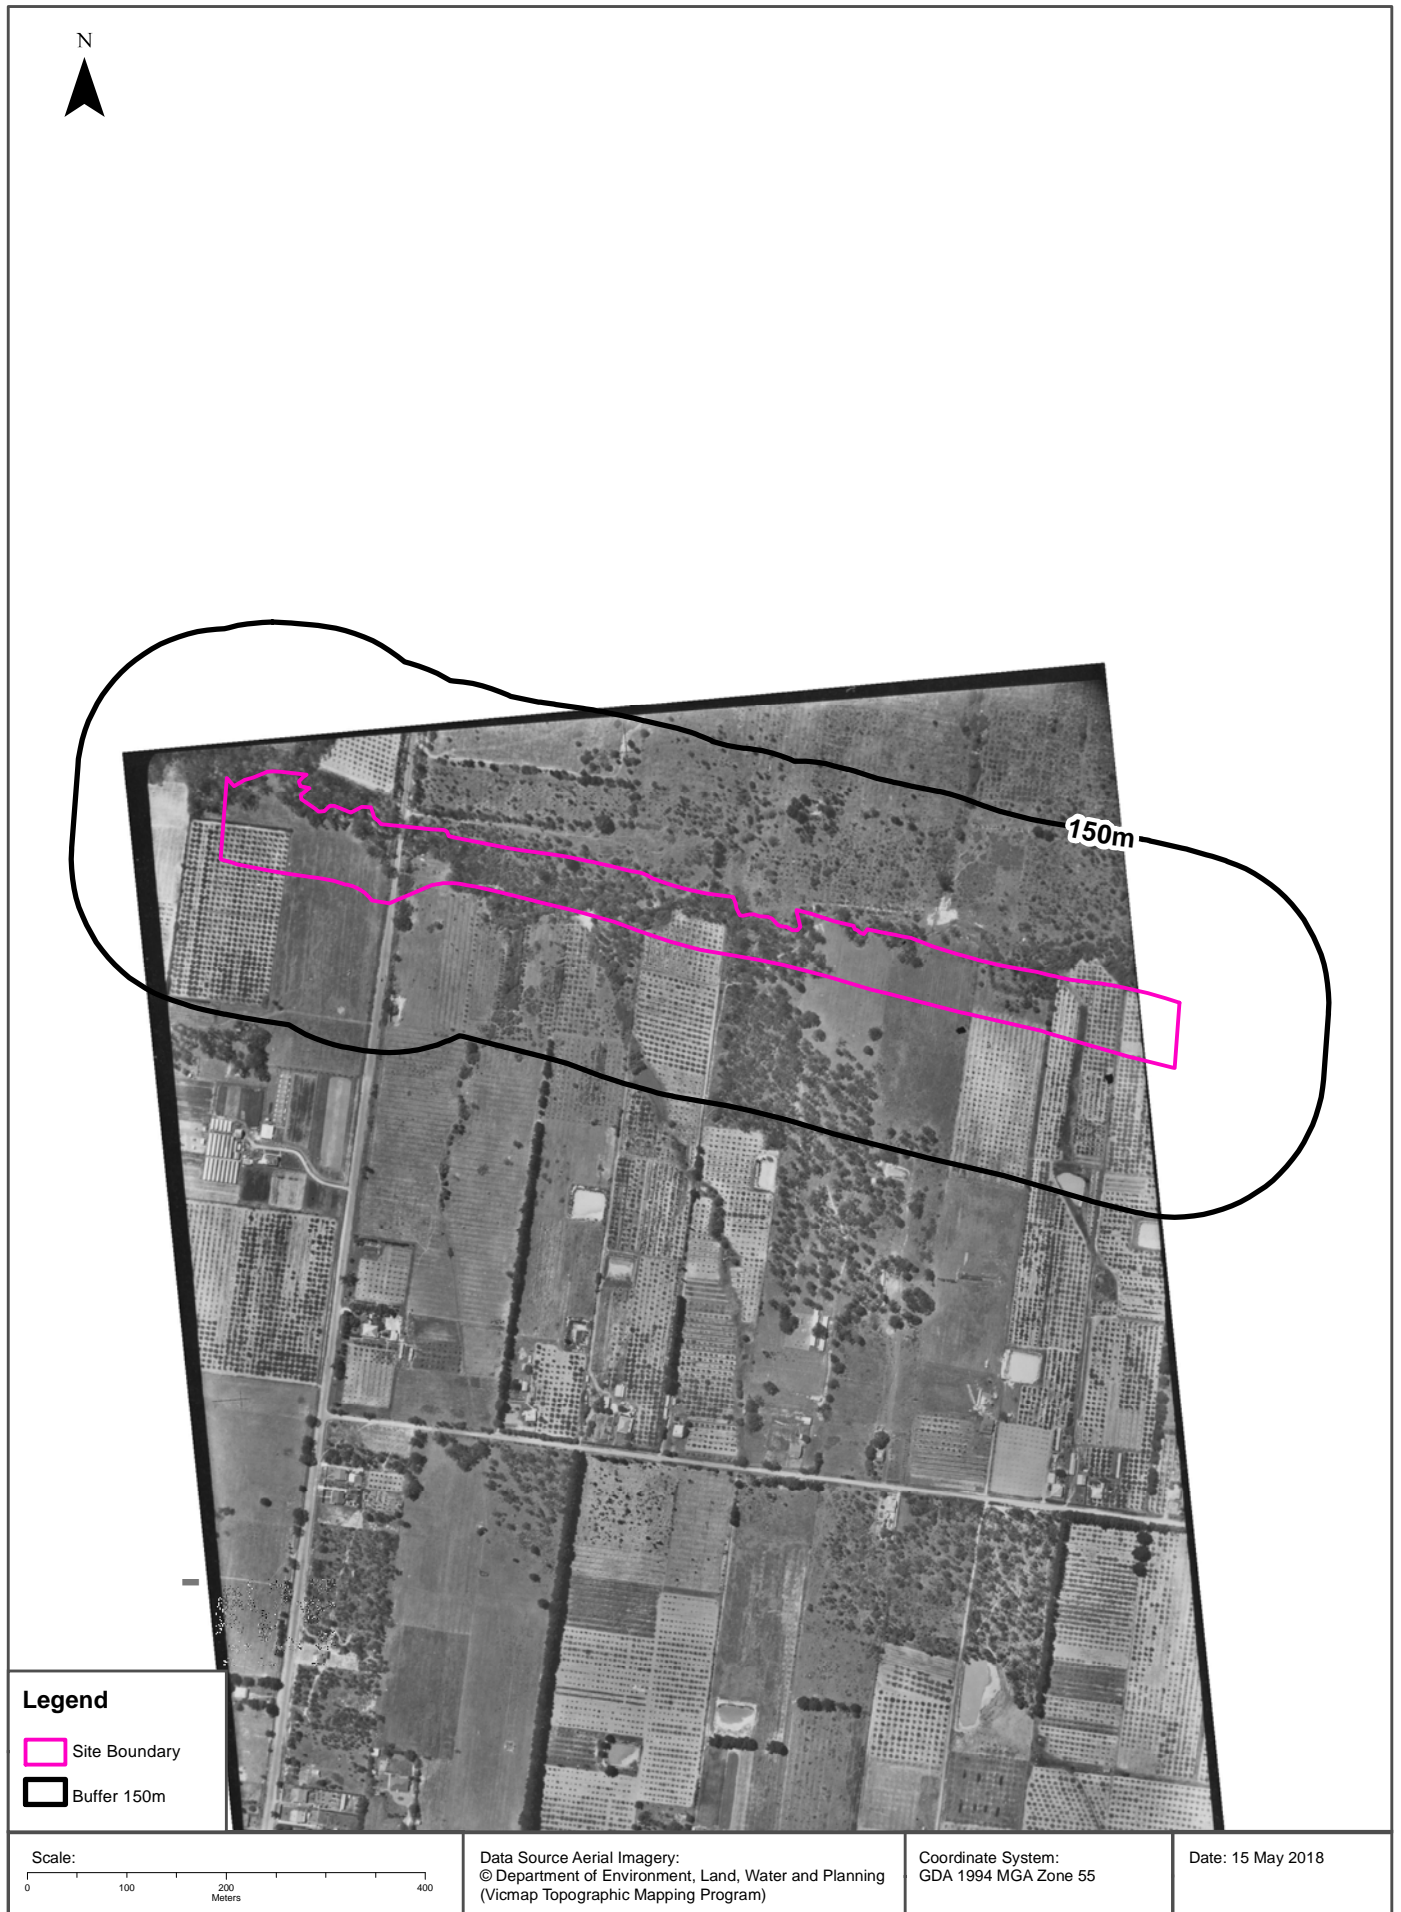 N
150m
Legend
Site Boundary
Buffer 150m
Scale:
0 100 200 400
Meters
Data Source Aerial Imagery:
© Department of Environment, Land, Water and Planning
(Vicmap Topographic Mapping Program)
Coordinate System:
GDA 1994 MGA Zone 55
Date: 15 May 2018